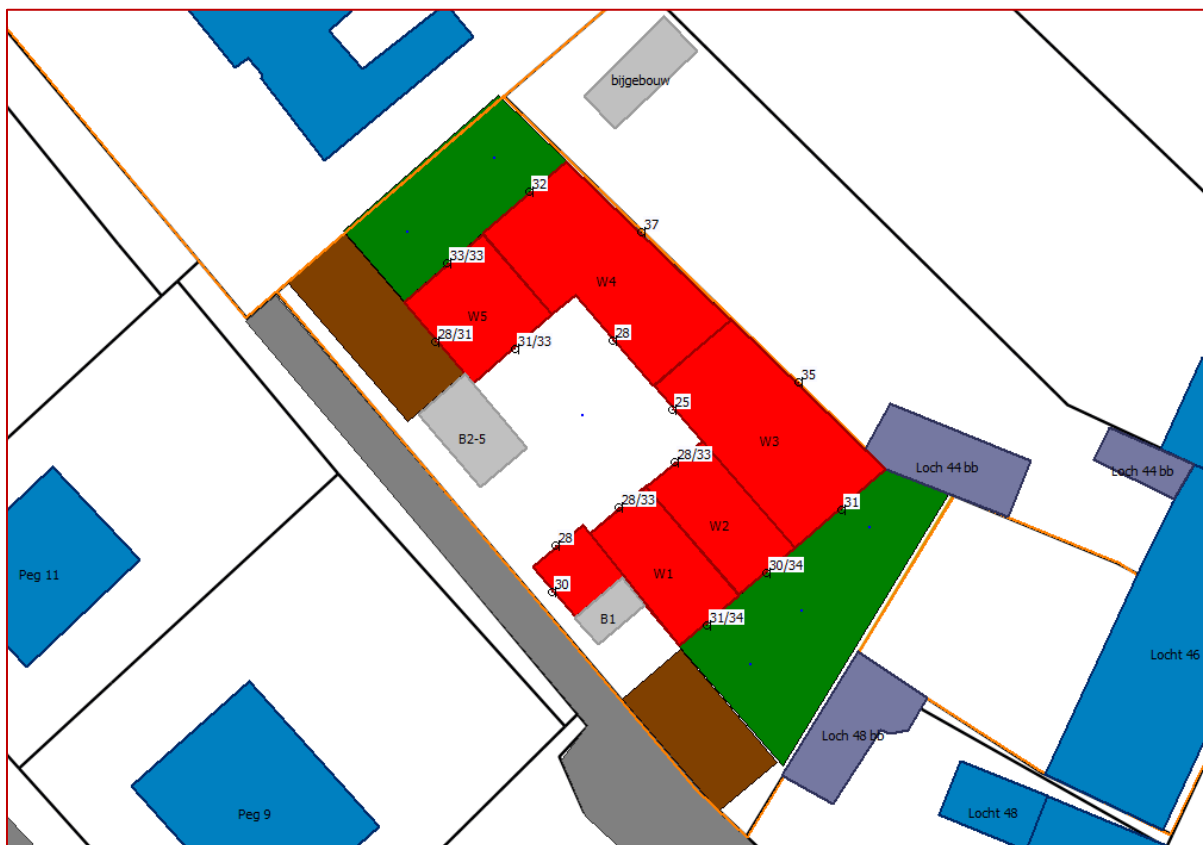 bijgebouw
32
37
33/33
W4
W5
28/31
31/33
28
35
25
B2-5
W3
28/33
Loch 44 bb
Loch 44 bb
28/33
31
W2
28
30/34
Peg 11
W1
30
B1
31/34
Locht 46
Loch 48 bb
Peg 9
Locht 48